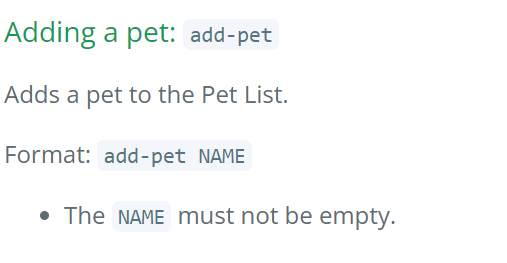 Adding a pet: add-pet
Adds a pet to the Pet List.
Format: add-pet NAME
• The NAME must not be empty.